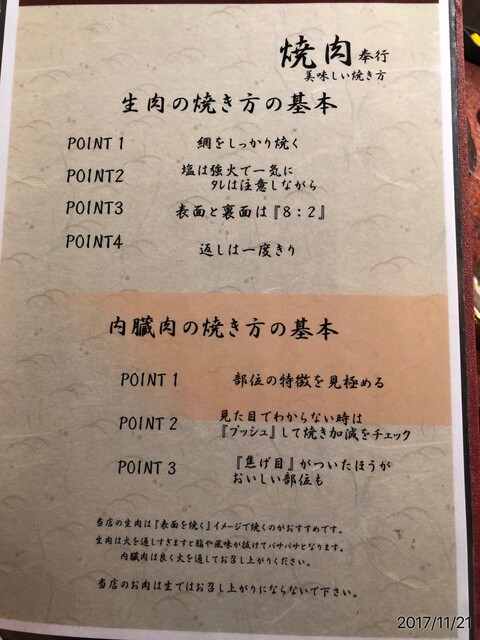 焼肉奉行
美味しい焼き方
生肉の焼き方の基本
POINT 1 網をしっかり焼く
POINT2 塩は強火で一気に
タレは注意しながら
POINT3 表面と裏面は『8:2』
POINT4 返しは一度きり
内臓肉の焼き方の基本
POINT 1 部位の特徴を見極める
POINT 2 見た目でわからない時は
『プッシュ』して焼き加減をチェック
POINT 3 『焦げ目』がついたほうが
おいしい部位も
当店の生肉は『表面を焼く』イメージで焼くのがおすすめです。
生肉は火を通しすぎますと脂や風味が抜けてパサパサとなります。
内臓肉は良く火を通してお召し上がりください。
当店のお肉は生ではお召し上がりにならないで下さい。
2017/11/21